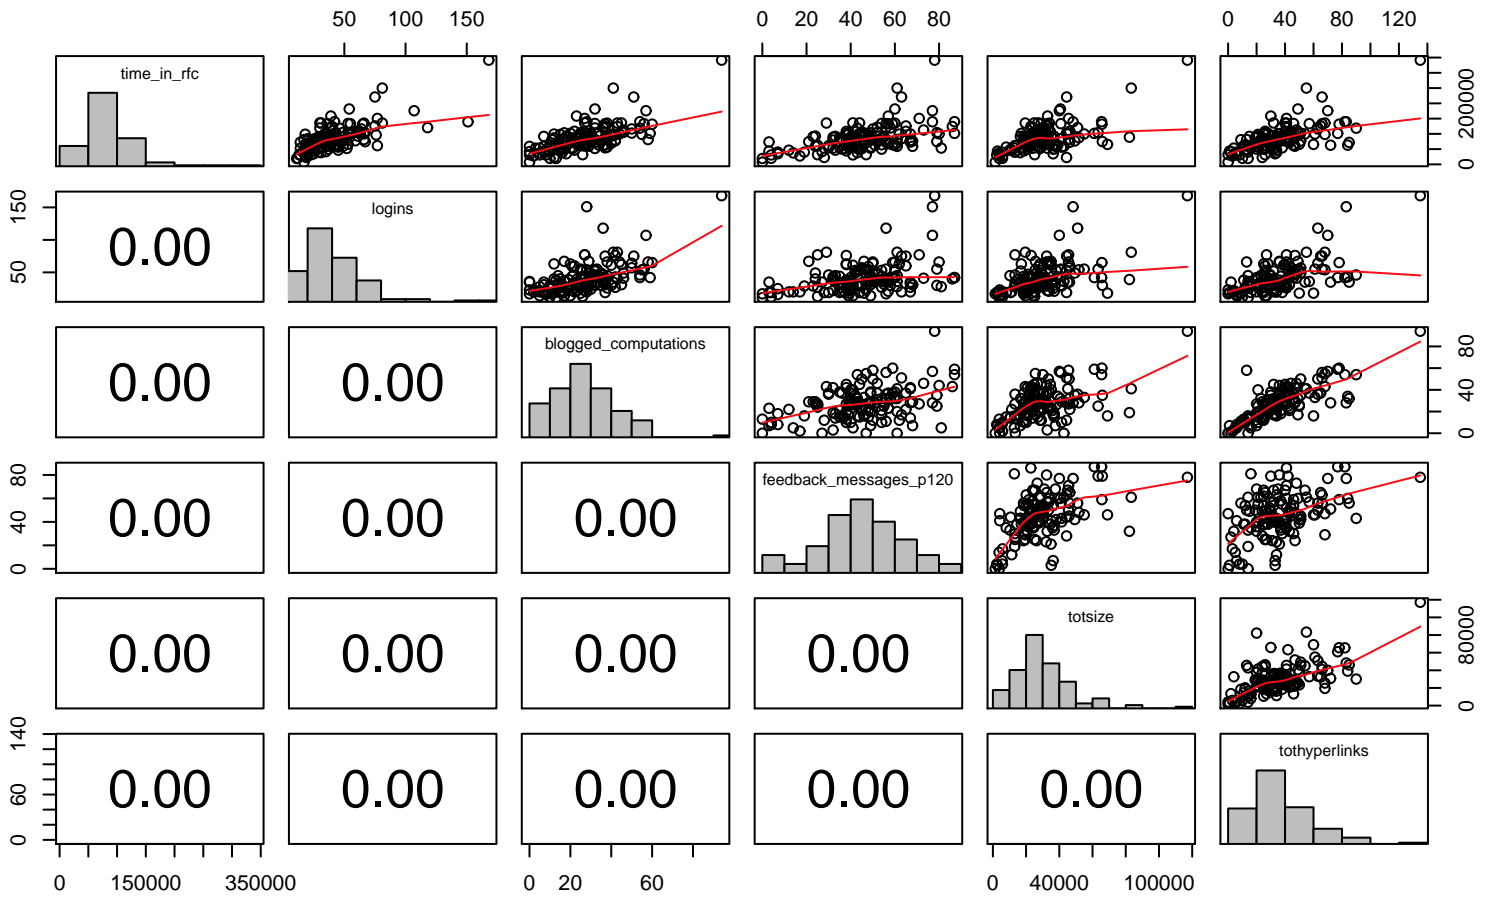 50 100 150 0 20 40 60 80 0 40 80 120
time_in_rfc
0 200000
50 150
0.00
logins
0.00 0.00
blogged_computations
0 40 80
0 40 80
0.00 0.00 0.00
feedback_messages_p120
0.00 0.00 0.00 0.00
totsize
0 80000
0 60 140
0.00 0.00 0.00 0.00 0.00
tothyperlinks
0 150000 350000 0 20 60 0 40000 100000